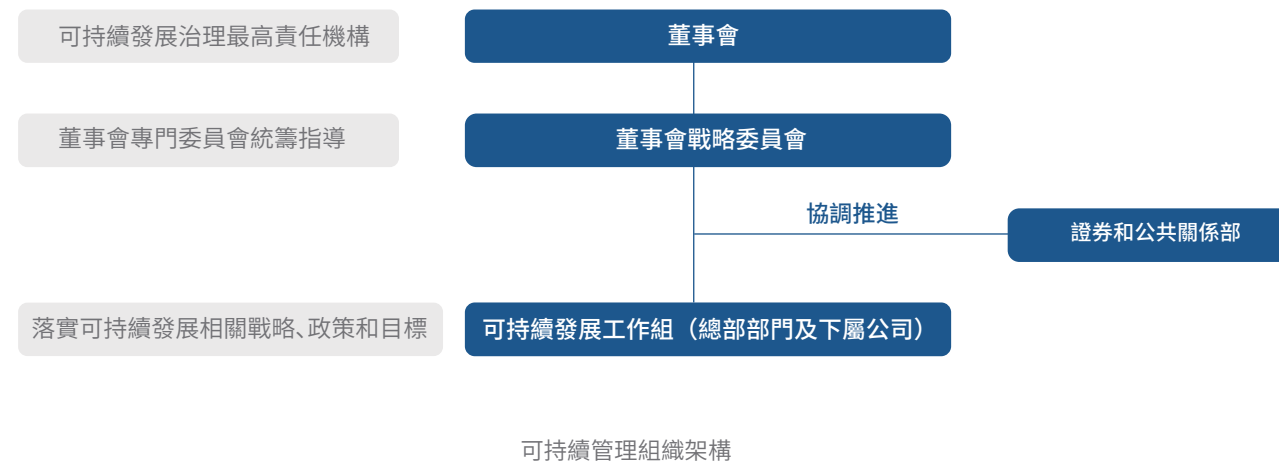 可持續發展治理最高責任機構
董事會
董事會專門委員會統籌指導
董事會戰略委員會
協調推進
證券和公共關係部
落實可持續發展相關戰略、政策和目標
可持續發展工作組（總部部門及下屬公司）
可持續管理組織架構